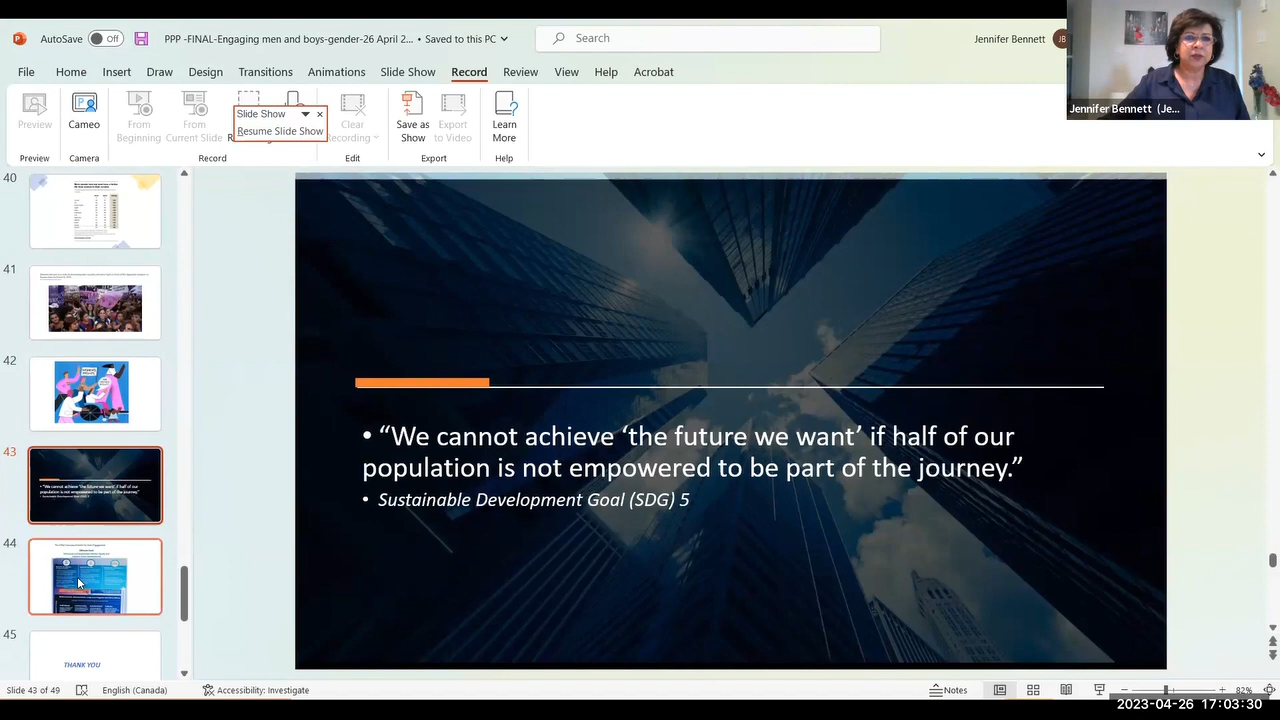 AutoSave Off PPP -FINAL-Engaging men and boys-gender-26 April 2... • Saved to this PC Search Jennifer Bennett JB
File Home Insert Draw Design Transitions Animations Slide Show Record Review View Help Acrobat
Jennifer Bennett (Je...
Slide Show
Resume Slide Show
Preview Cameo From Beginning From Current Slide Clear Recording Save as Show Export to Video Learn More
Preview Camera Record Edit Export Help
40
41
42
43
44
45
THANK YOU
• “We cannot achieve ‘the future we want’ if half of our
population is not empowered to be part of the journey.”
• Sustainable Development Goal (SDG) 5
Slide 43 of 49 English (Canada) Accessibility: Investigate Notes 82%
2023-04-26 17:03:30